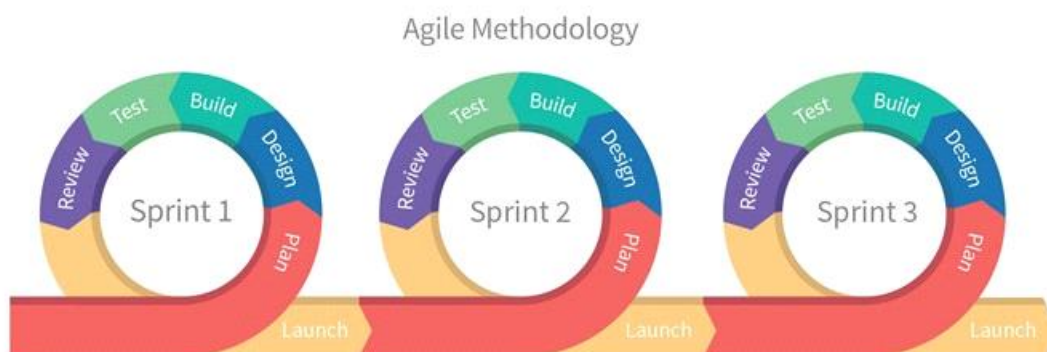 Agile Methodology
Test
Build
Review
Design
Sprint 1
Plan
Launch
Test
Build
Review
Design
Sprint 2
Plan
Launch
Test
Build
Review
Design
Sprint 3
Plan
Launch